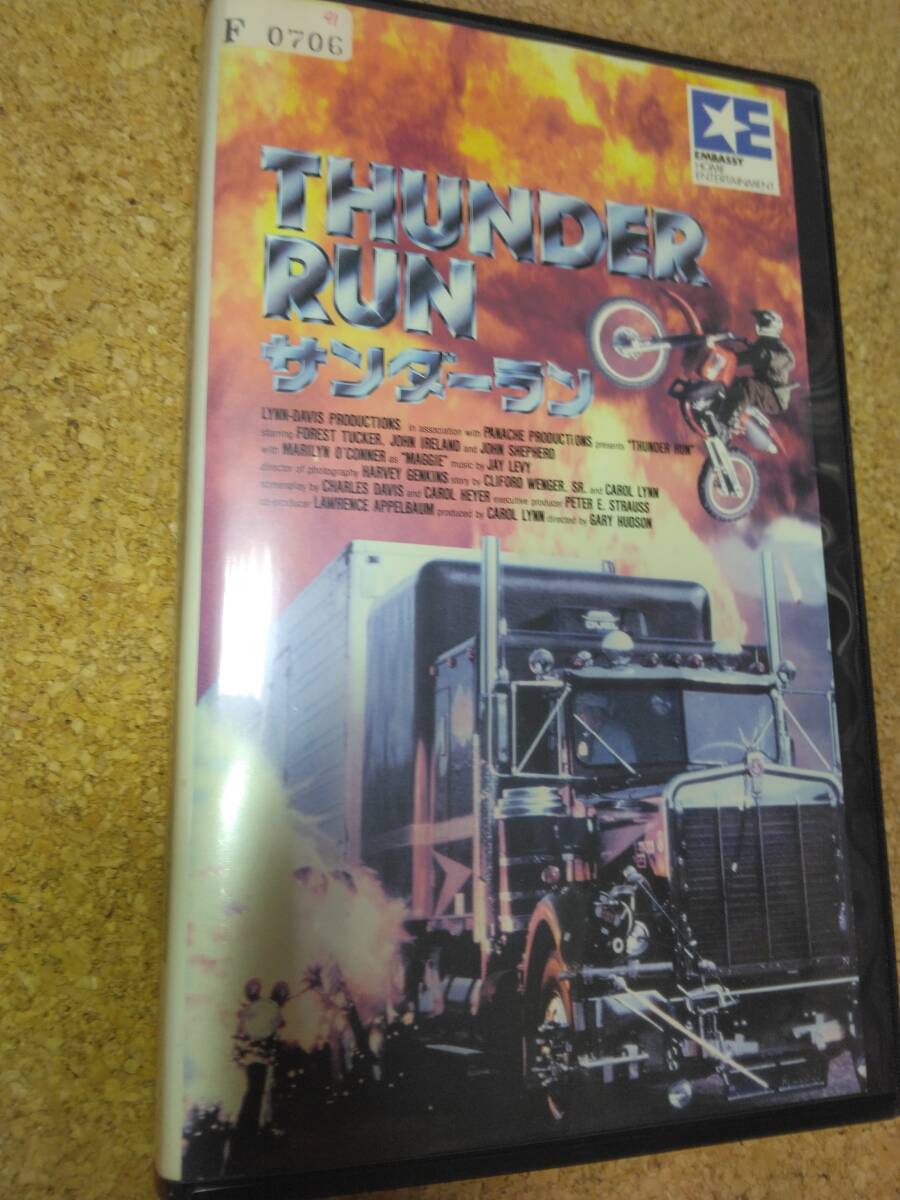 91
F 0706
E
EMBASSY
HOME
ENTERTAINMENT
THUNDER
RUN
サンダーラン
LYNN-DAVIS PRODUCTIONS in association with PANACHE PRODUCTIONS presents "THUNDER RUN"
starring FOREST TUCKER, JOHN IRELAND and JOHN SHEPHERD
with MARILYN O'CONNER as "MAGGIE" music by JAY LEVY
director of photography HARVEY GENKINS story by CLIFORD WENGER, SR. and CAROL LYNN
screenplay by CHARLES DAVIS and CAROL HEYER executive producer PETER E. STRAUSS
co-producer LAWRENCE APPELBAUM produced by CAROL LYNN directed by GARY HUDSON